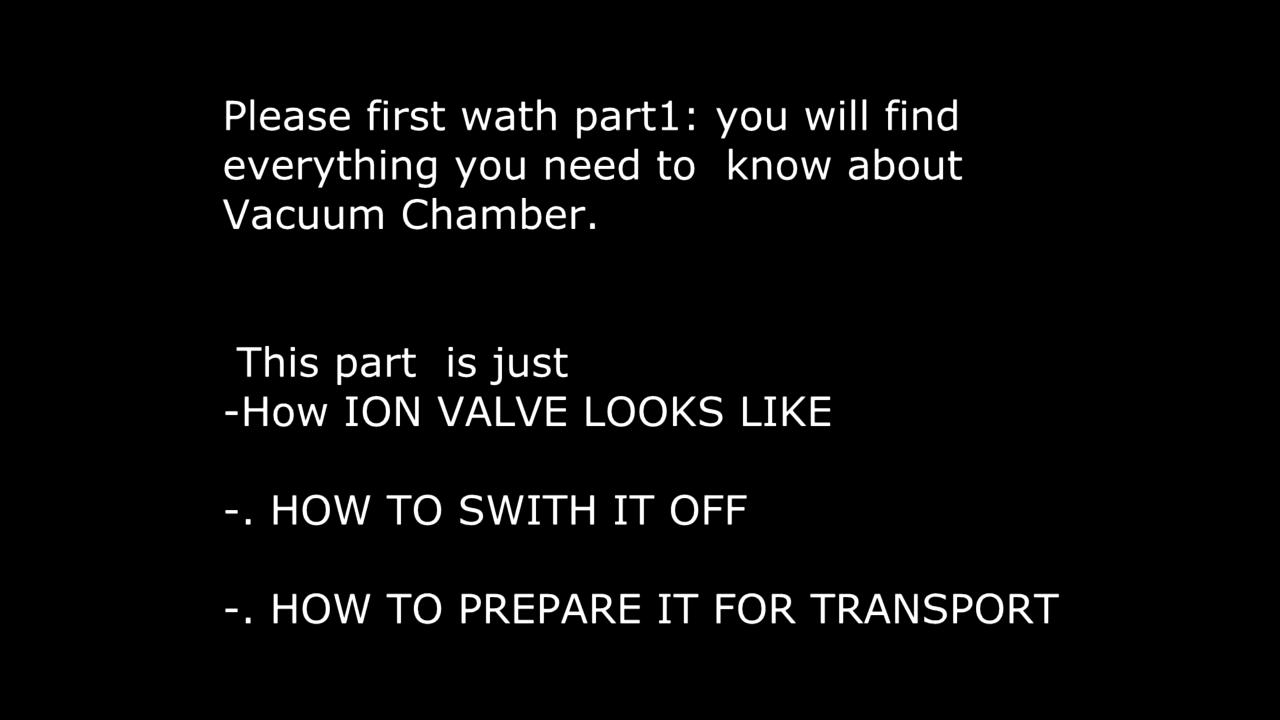 Please first wath part1: you will find
everything you need to  know about
Vacuum Chamber.
This part  is just
-How ION VALVE LOOKS LIKE
-. HOW TO SWITH IT OFF
-. HOW TO PREPARE IT FOR TRANSPORT